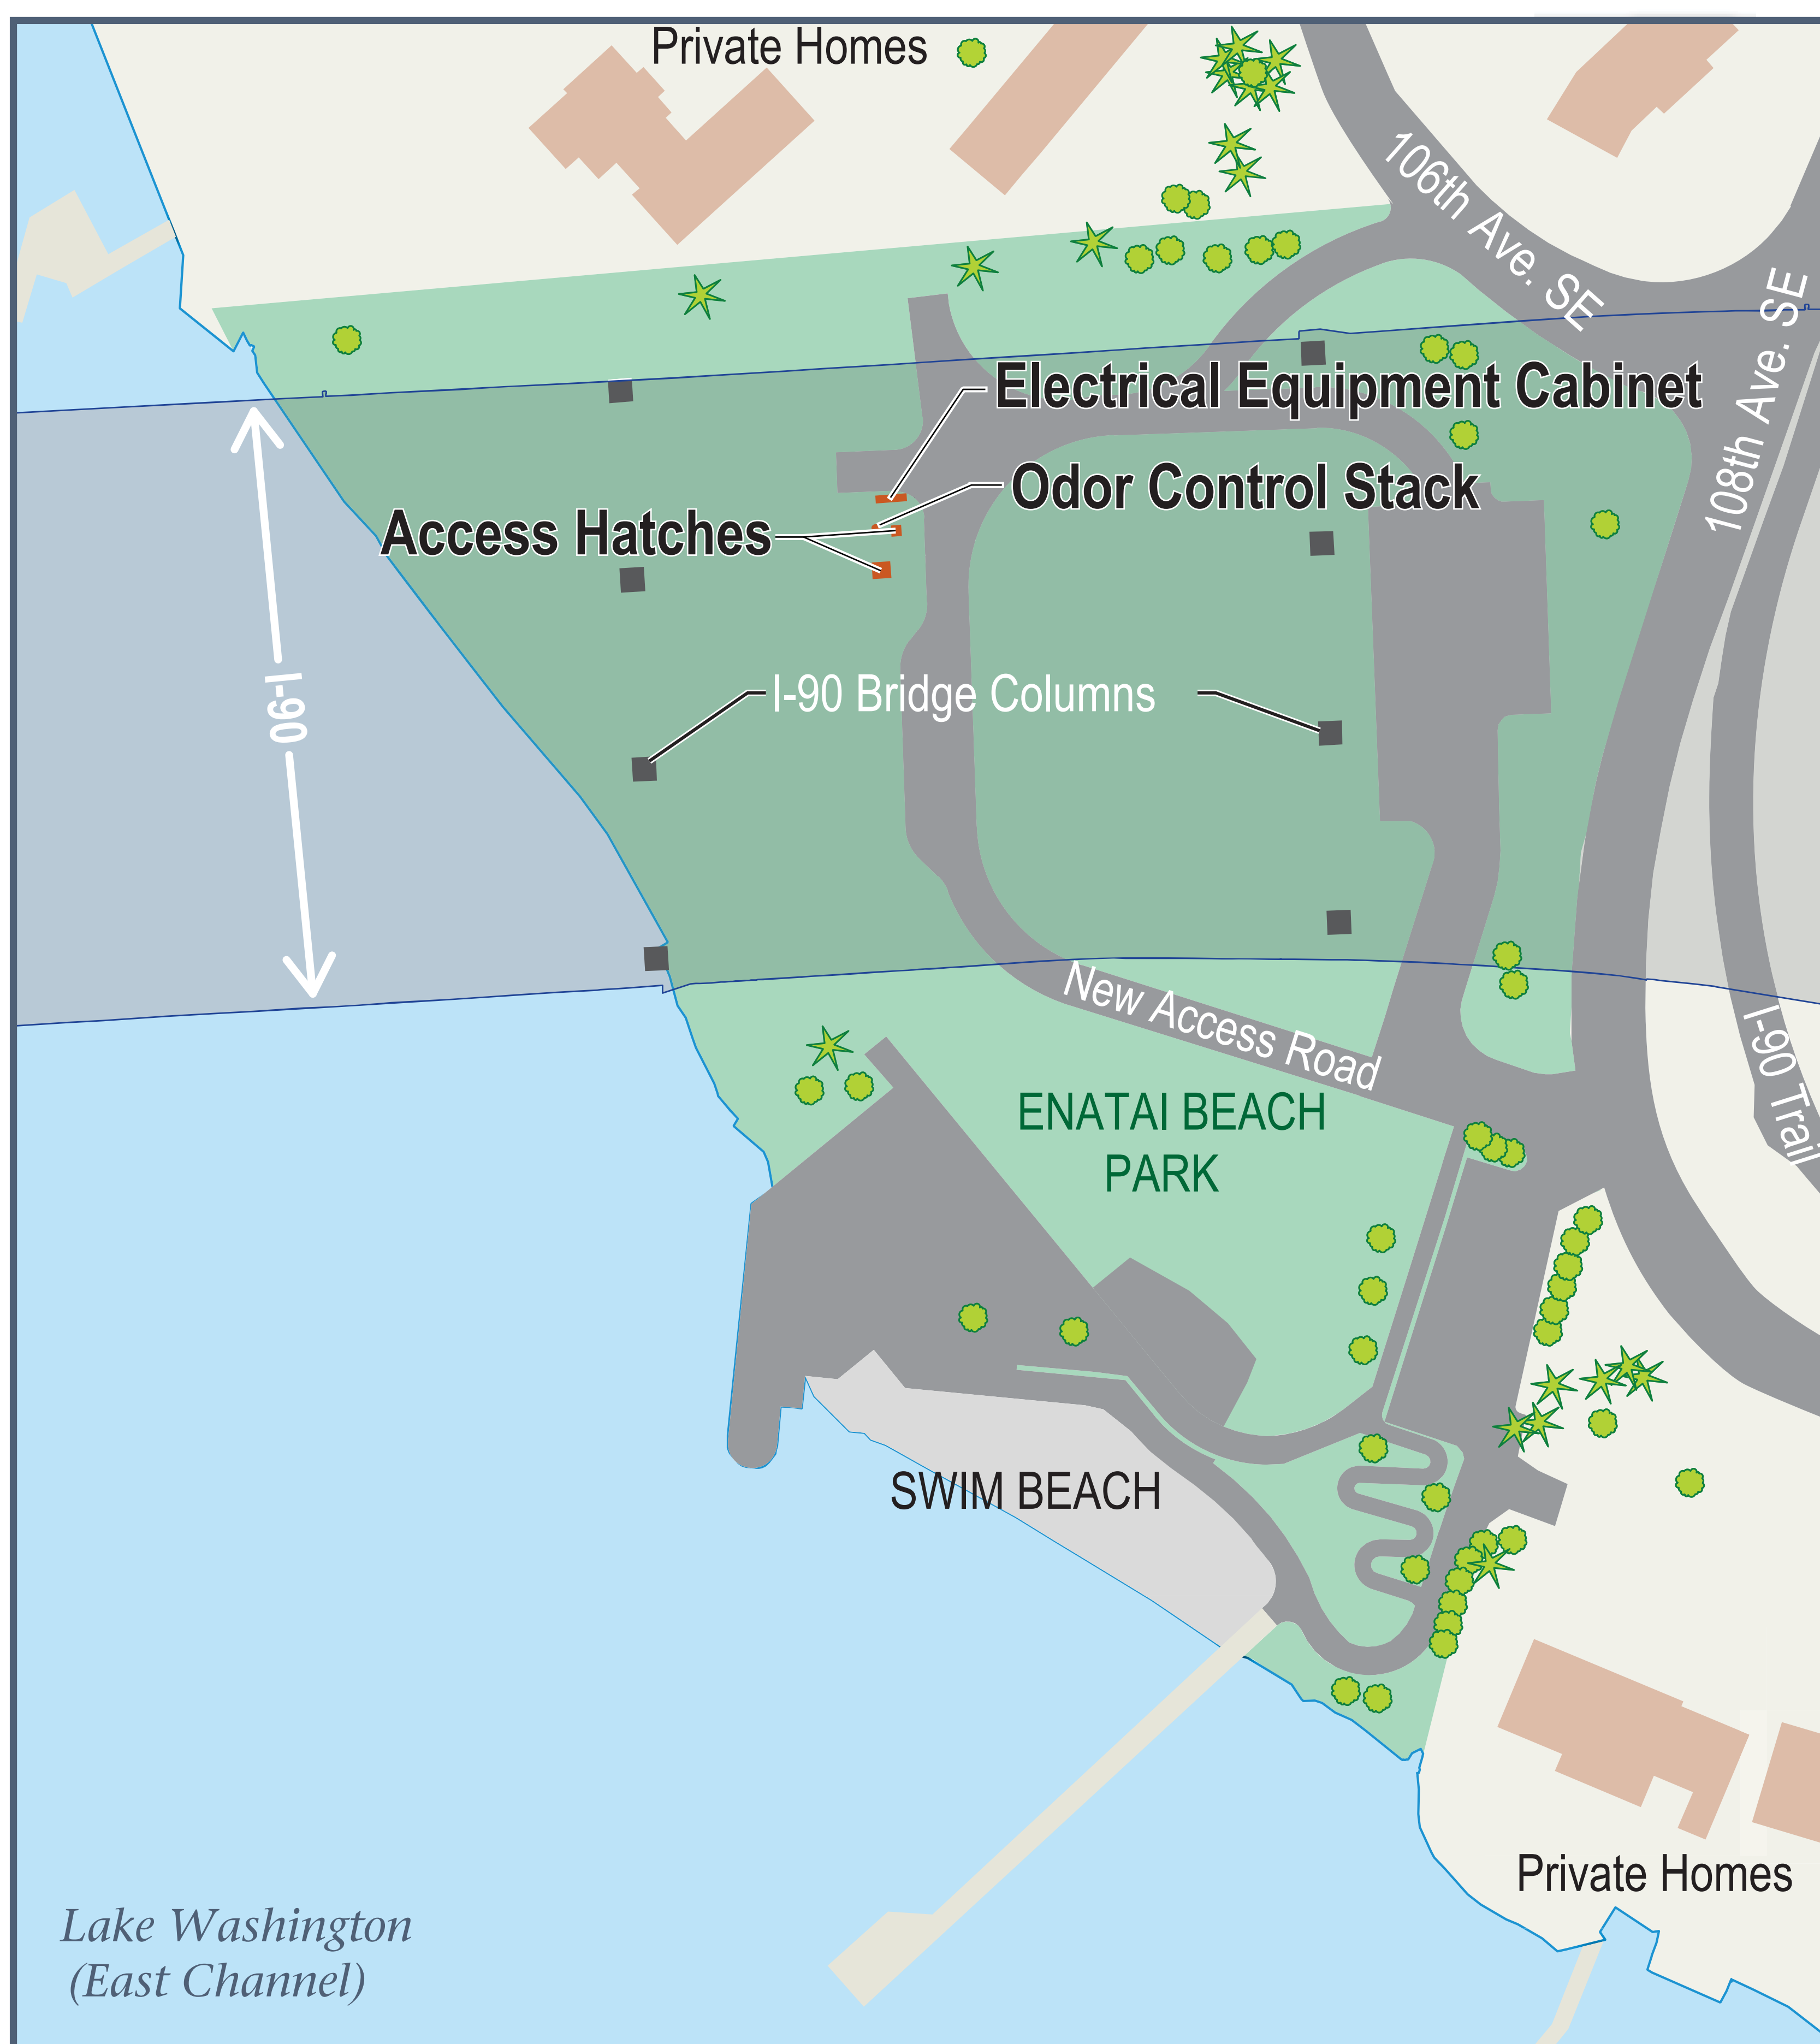 Private Homes
106th Ave. SE
108th Ave. SE
Electrical Equipment Cabinet
Odor Control Stack
Access Hatches
I-90
I-90 Bridge Columns
New Access Road
I-90 Trail
ENATAI BEACH
PARK
SWIM BEACH
Private Homes
Lake Washington
(East Channel)